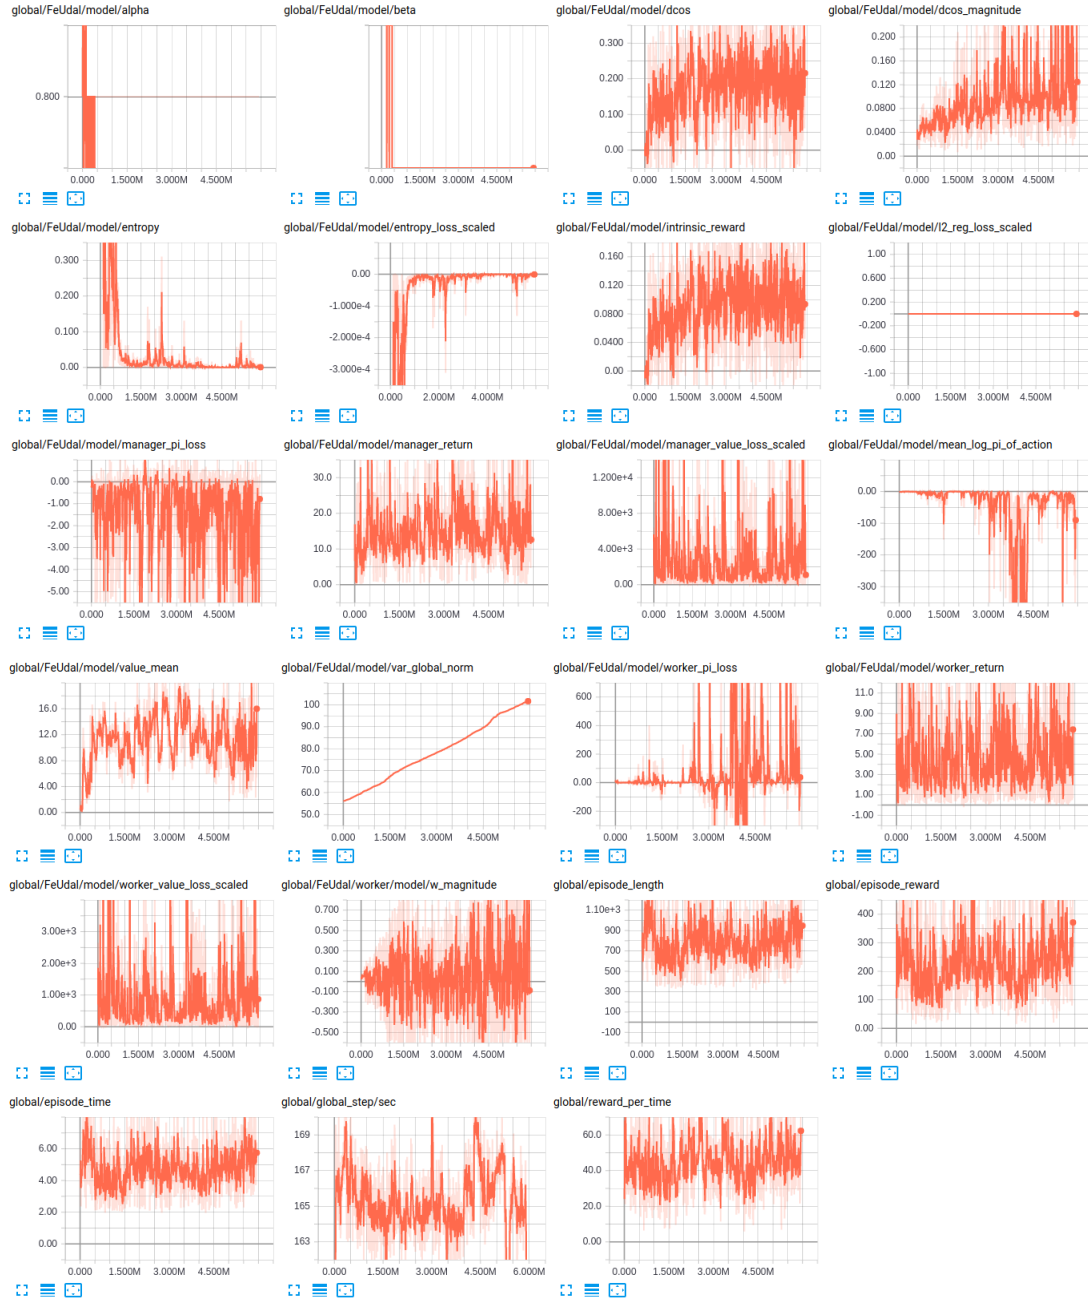 global/FeUdal/model/alpha
0.800
0.000 1.500M 3.000M 4.500M
global/FeUdal/model/beta
0.000 1.500M 3.000M 4.500M
global/FeUdal/model/dcos
0.300
0.200
0.100
0.00
0.000 1.500M 3.000M 4.500M
global/FeUdal/model/dcos_magnitude
0.200
0.160
0.120
0.0800
0.0400
0.00
0.000 1.500M 3.000M 4.500M
global/FeUdal/model/entropy
0.300
0.200
0.100
0.00
0.000 1.500M 3.000M 4.500M
global/FeUdal/model/entropy_loss_scaled
0.00
-1.000e-4
-2.000e-4
-3.000e-4
0.000 2.000M 4.000M
global/FeUdal/model/intrinsic_reward
0.160
0.120
0.0800
0.0400
0.00
0.000 1.500M 3.000M 4.500M
global/FeUdal/model/l2_reg_loss_scaled
1.00
0.600
0.200
-0.200
-0.600
-1.00
0.000 1.500M 3.000M 4.500M
global/FeUdal/model/manager_pi_loss
0.00
-1.00
-2.00
-3.00
-4.00
-5.00
0.000 1.500M 3.000M 4.500M
global/FeUdal/model/manager_return
30.0
20.0
10.0
0.00
0.000 1.500M 3.000M 4.500M
global/FeUdal/model/manager_value_loss_scaled
1.200e+4
8.00e+3
4.00e+3
0.00
0.000 1.500M 3.000M 4.500M
global/FeUdal/model/mean_log_pi_of_action
0.00
-100
-200
-300
0.000 1.500M 3.000M 4.500M
global/FeUdal/model/value_mean
16.0
12.0
8.00
4.00
0.00
0.000 1.500M 3.000M 4.500M
global/FeUdal/model/var_global_norm
100
90.0
80.0
70.0
60.0
50.0
0.000 1.500M 3.000M 4.500M
global/FeUdal/model/worker_pi_loss
600
400
200
0.00
-200
0.000 1.500M 3.000M 4.500M
global/FeUdal/model/worker_return
11.0
9.00
7.00
5.00
3.00
1.00
-1.00
0.000 1.500M 3.000M 4.500M
global/FeUdal/model/worker_value_loss_scaled
3.00e+3
2.00e+3
1.00e+3
0.00
0.000 1.500M 3.000M 4.500M
global/FeUdal/worker/model/w_magnitude
0.700
0.500
0.300
0.100
-0.100
-0.300
-0.500
0.000 1.500M 3.000M 4.500M
global/episode_length
1.10e+3
900
700
500
300
100
-100
0.000 1.500M 3.000M 4.500M
global/episode_reward
400
300
200
100
0.00
0.000 1.500M 3.000M 4.500M
global/episode_time
6.00
4.00
2.00
0.00
0.000 1.500M 3.000M 4.500M
global/global_step/sec
169
167
165
163
0.000 1.500M 3.000M 4.500M 6.000M
global/reward_per_time
60.0
40.0
20.0
0.00
0.000 1.500M 3.000M 4.500M